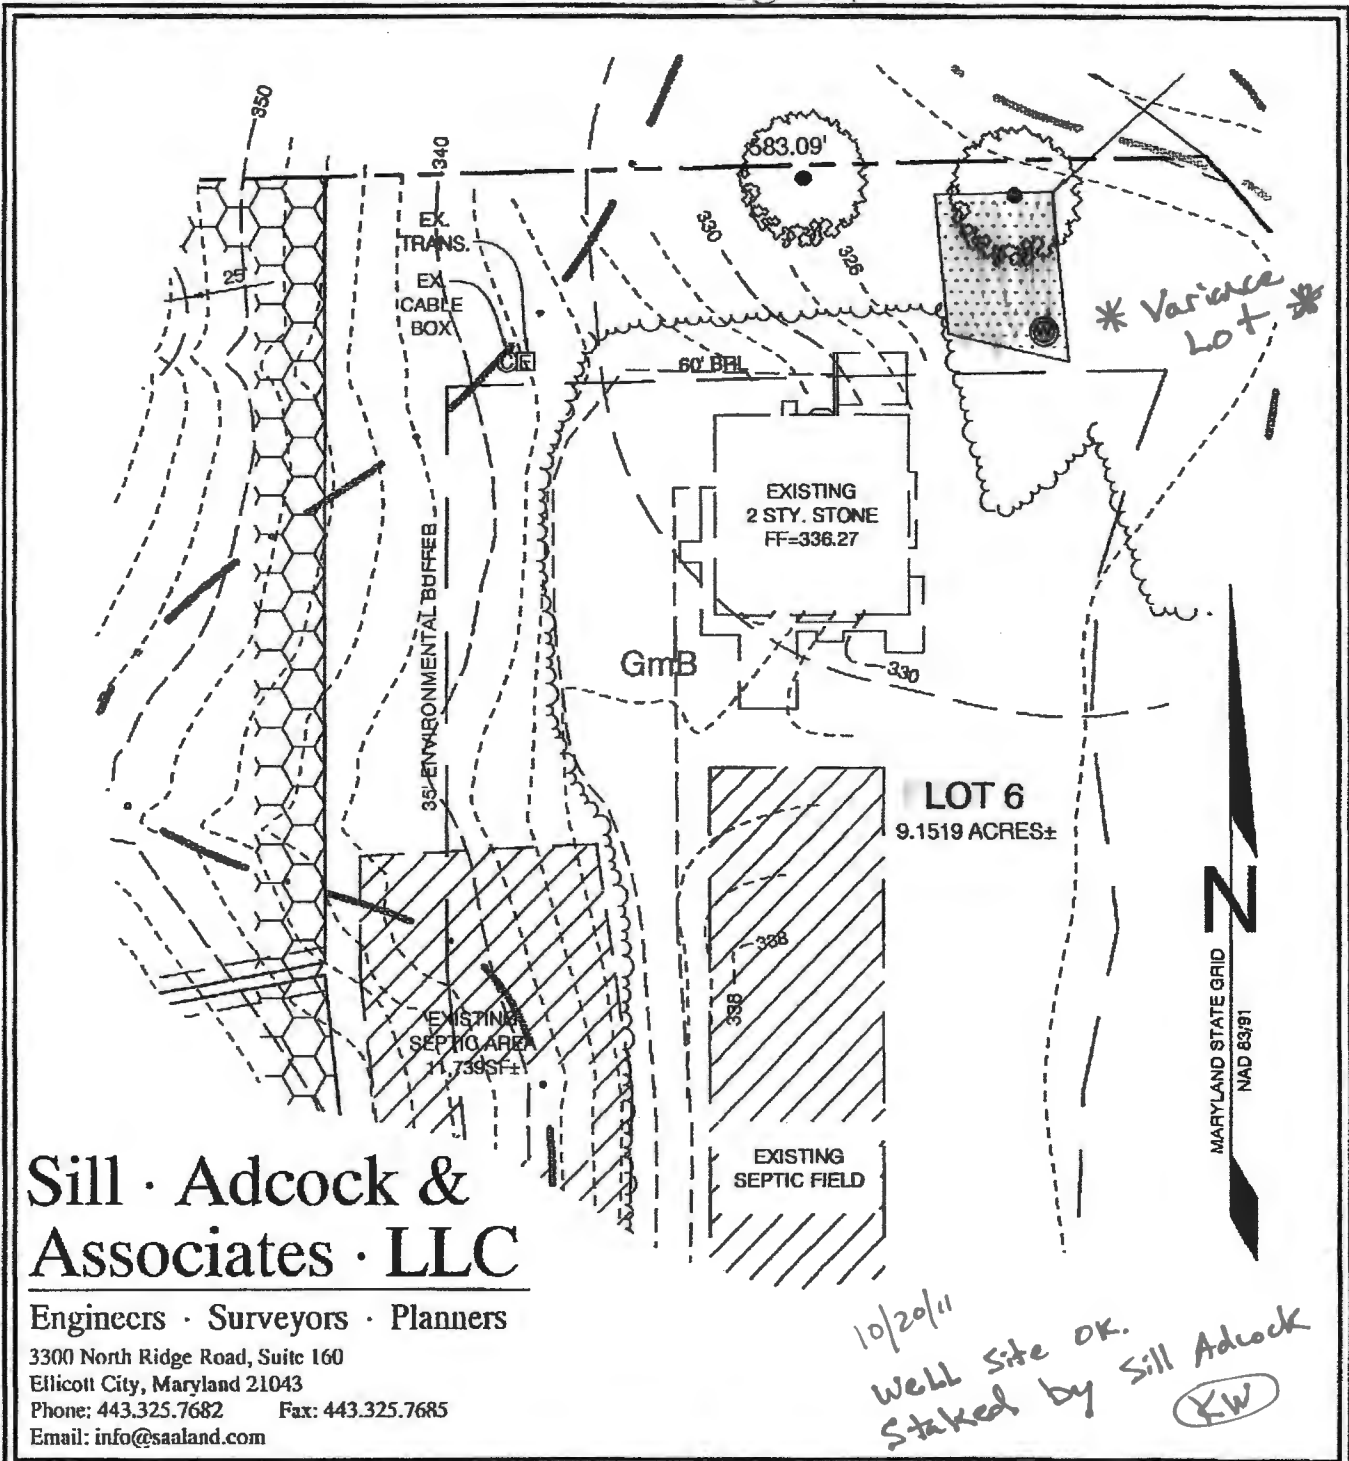 350
340
583.09'
EX.
TRANS.
EX.
CABLE
BOX
CE
25'
330
326
* Variance
Lot *
W
60' BRL
EXISTING
2 STY. STONE
FF=336.27
35' ENVIRONMENTAL BUFFER
GmB
330
LOT 6
9.1519 ACRES±
338
338
EXISTING
SEPTIC AREA
11,739SF±
EXISTING
SEPTIC FIELD
N
MARYLAND STATE GRID
NAD 83/91
Sill · Adcock &
Associates · LLC
Engineers · Surveyors · Planners
3300 North Ridge Road, Suite 160
Ellicott City, Maryland 21043
Phone: 443.325.7682 Fax: 443.325.7685
Email: info@saaland.com
10/20/11
Well Site OK.
Staked by Sill Adcock
KW